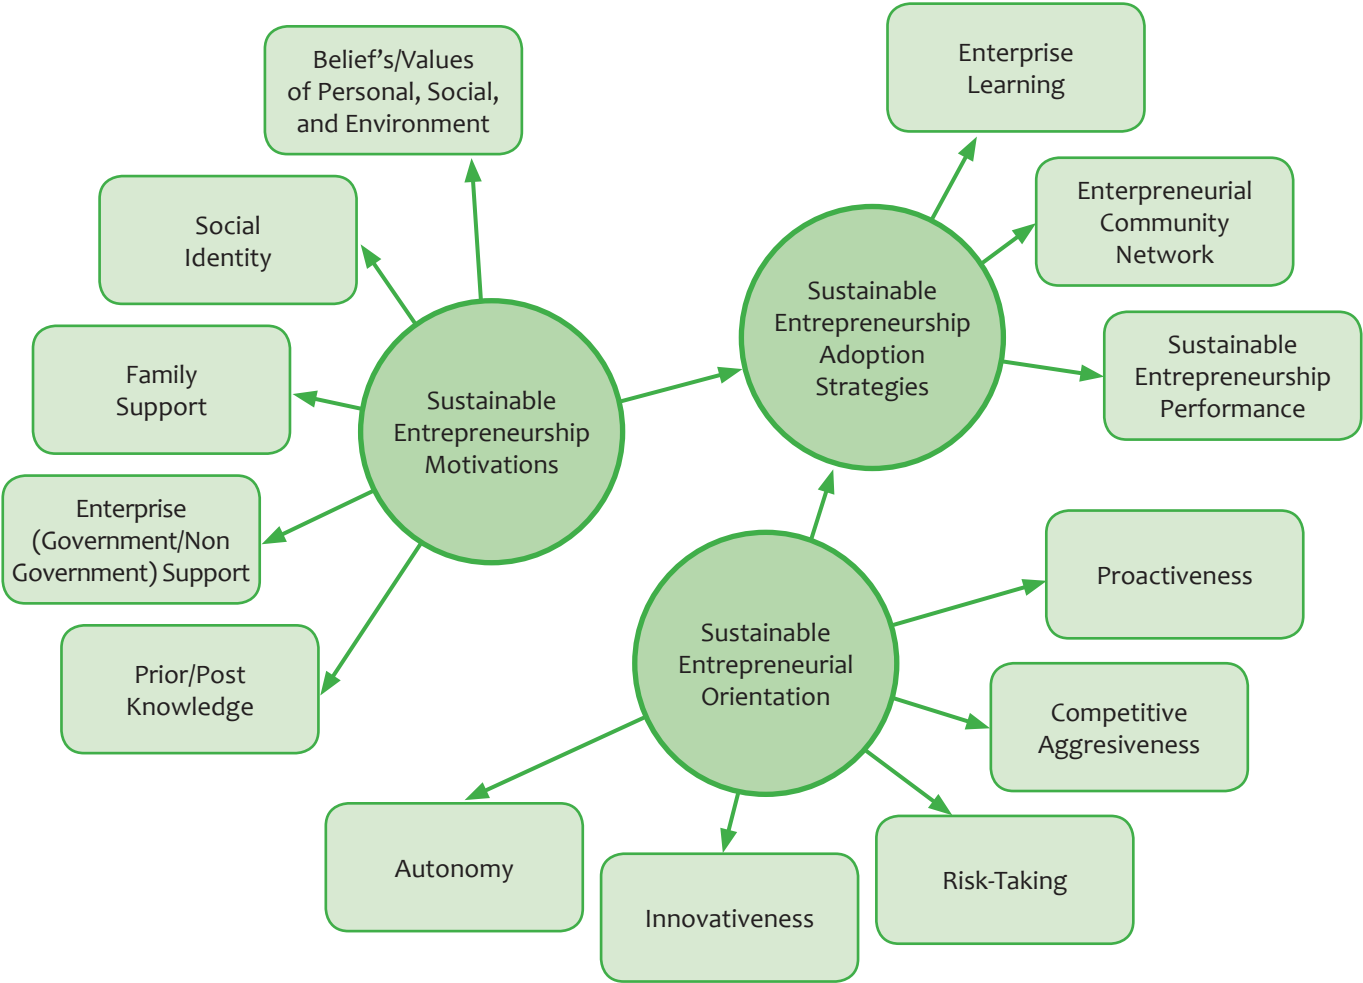 Belief's/Values
of Personal, Social,
and Environment
Social
Identity
Family
Support
Enterprise
(Government/Non
Government) Support
Prior/Post
Knowledge
Sustainable
Entrepreneurship
Motivations
Enterprise
Learning
Enterpreneurial
Community
Network
Sustainable
Entrepreneurship
Performance
Sustainable
Entrepreneurship
Adoption
Strategies
Sustainable
Entrepreneurial
Orientation
Proactiveness
Competitive
Aggresiveness
Risk-Taking
Innovativeness
Autonomy